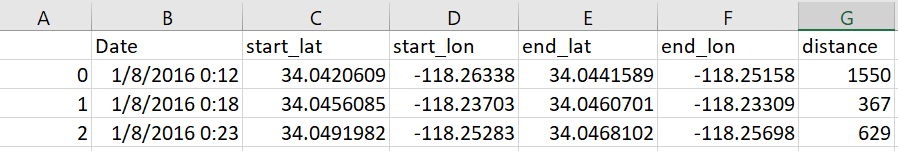 A B C D E F G
Date start_lat start_lon end_lat end_lon distance
0 1/8/2016 0:12 34.0420609 -118.26338 34.0441589 -118.25158 1550
1 1/8/2016 0:18 34.0456085 -118.23703 34.0460701 -118.23309 367
2 1/8/2016 0:23 34.0491982 -118.25283 34.0468102 -118.25698 629